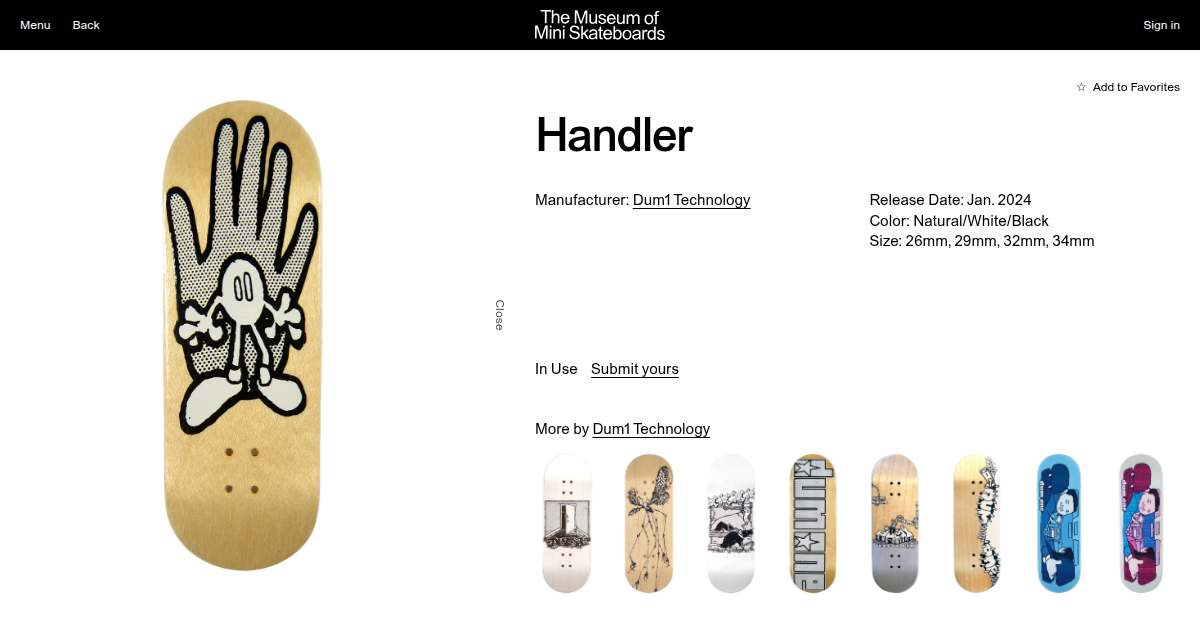 Menu
Back
The Museum of
Mini Skateboards
Sign in
☆ Add to Favorites
Handler
Manufacturer: Dum1 Technology
Release Date: Jan. 2024
Color: Natural/White/Black
Size: 26mm, 29mm, 32mm, 34mm
Close
In Use Submit yours
More by Dum1 Technology
dumone